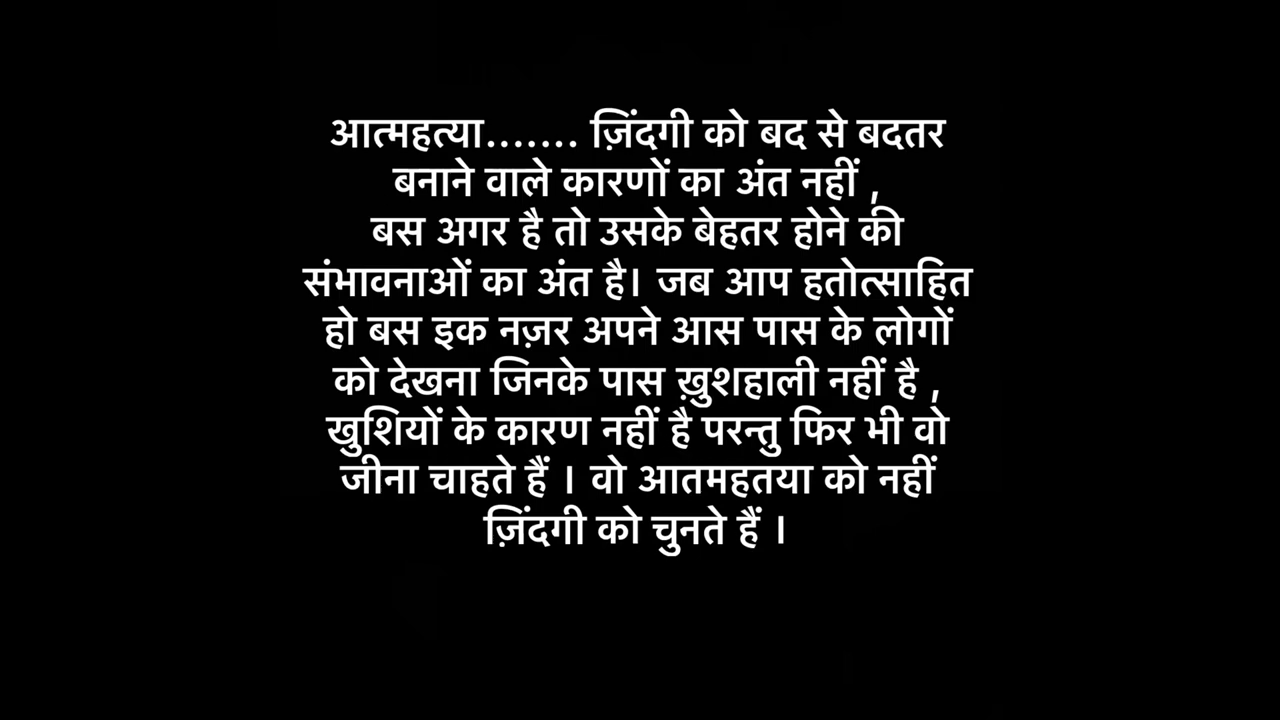 आत्महत्या....... ज़िंदगी को बद से बदतर
बनाने वाले कारणों का अंत नहीं ,
बस अगर है तो उसके बेहतर होने की
संभावनाओं का अंत है। जब आप हतोत्साहित
हो बस इक नज़र अपने आस पास के लोगों
को देखना जिनके पास ख़ुशहाली नहीं है ,
खुशियों के कारण नहीं है परन्तु फिर भी वो
जीना चाहते हैं । वो आतमहतया को नहीं
ज़िंदगी को चुनते हैं ।